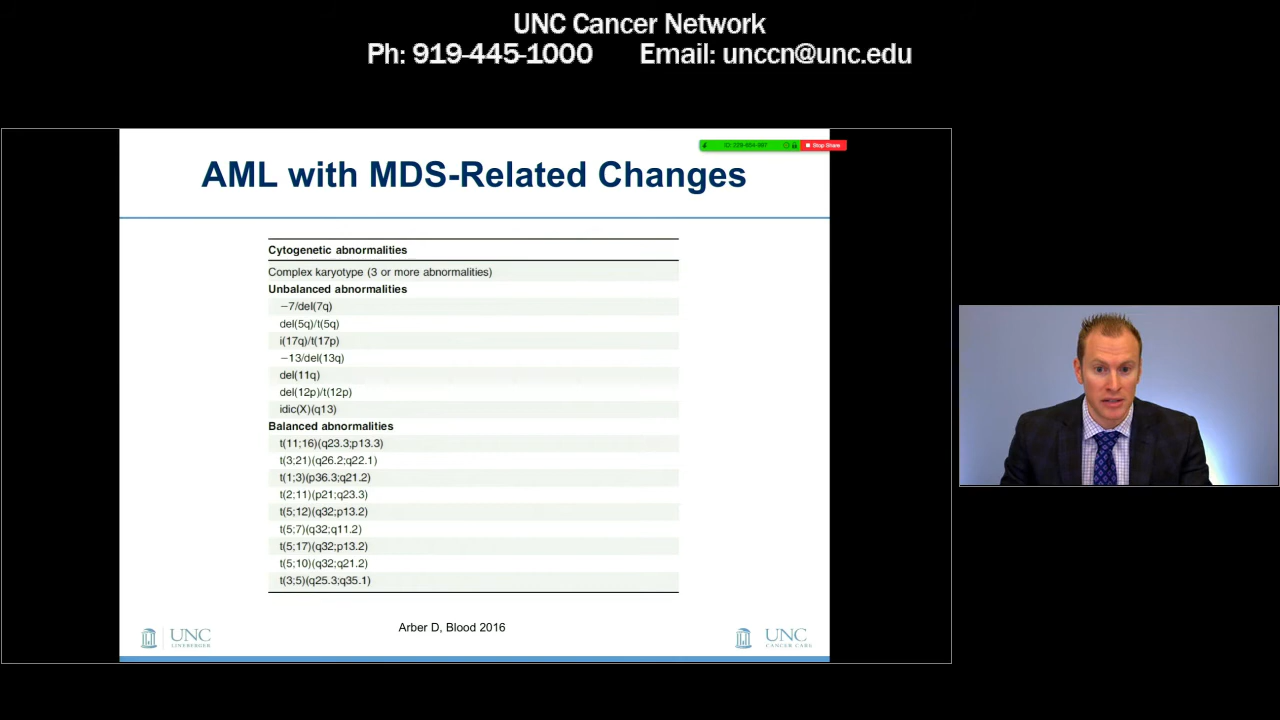 UNC Cancer Network
Ph: 919-445-1000 Email: unccn@unc.edu
Stop Share
AML with MDS-Related Changes
Cytogenetic abnormalities
Complex karyotype (3 or more abnormalities)
Unbalanced abnormalities
−7/del(7q)
del(5q)/t(5q)
i(17q)/t(17p)
−13/del(13q)
del(11q)
del(12p)/t(12p)
idic(X)(q13)
Balanced abnormalities
t(11;16)(q23.3;p13.3)
t(3;21)(q26.2;q22.1)
t(1;3)(p36.3;q21.2)
t(2;11)(p21;q23.3)
t(5;12)(q32;p13.2)
t(5;7)(q32;q11.2)
t(5;17)(q32;p13.2)
t(5;10)(q32;q21.2)
t(3;5)(q25.3;q35.1)
Arber D, Blood 2016
UNC
LINEBERGER
UNC
CANCER CARE